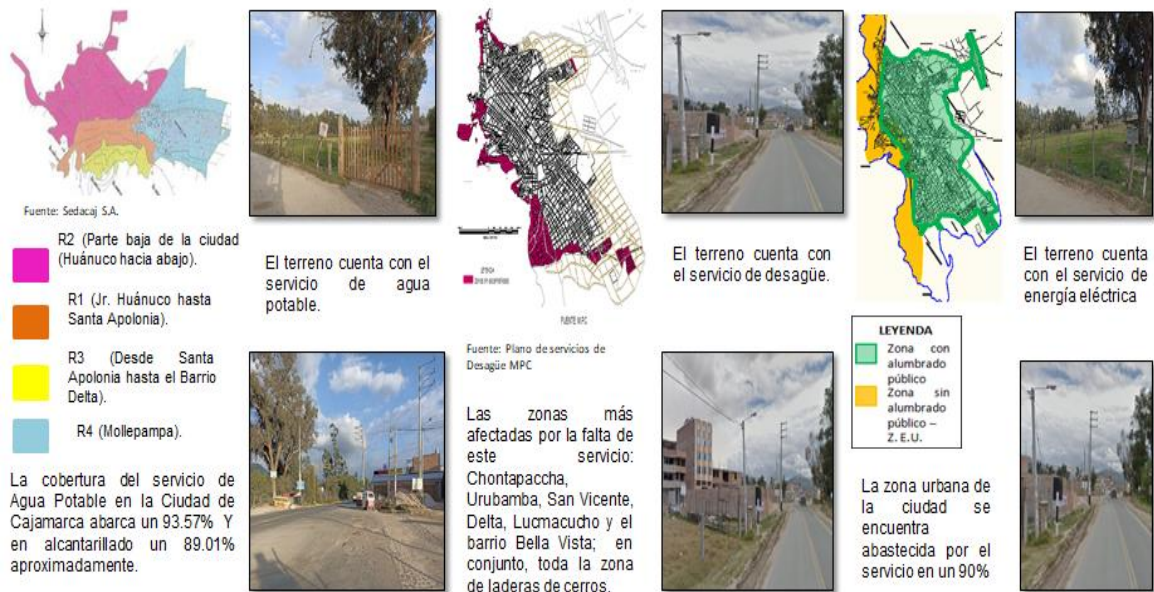 Fuente: Sedacaj S.A.
R2 (Parte baja de la ciudad
(Huánuco hacia abajo).
R1 (Jr. Huánuco hasta
Santa Apolonia).
R3 (Desde Santa
Apolonia hasta el Barrio
Delta).
R4 (Mollepampa).
La cobertura del servicio de
Agua Potable en la Ciudad de
Cajamarca abarca un 93.57% Y
en alcantarillado un 89.01%
aproximadamente.
El terreno cuenta con el
servicio de agua
potable.
FUENTE MPC
Fuente: Plano de servicios de
Desagüe MPC
Las zonas más
afectadas por la falta de
este servicio:
Chontapaccha,
Urubamba, San Vicente,
Delta, Lucmacucho y el
barrio Bella Vista; en
conjunto, toda la zona
de laderas de cerros.
El terreno cuenta con
el servicio de desagüe.
LEYENDA
Zona con
alumbrado
público
Zona sin
alumbrado
público –
Z. E.U.
La zona urbana de
la ciudad se
encuentra
abastecida por el
servicio en un 90%
El terreno cuenta
con el servicio de
energía eléctrica